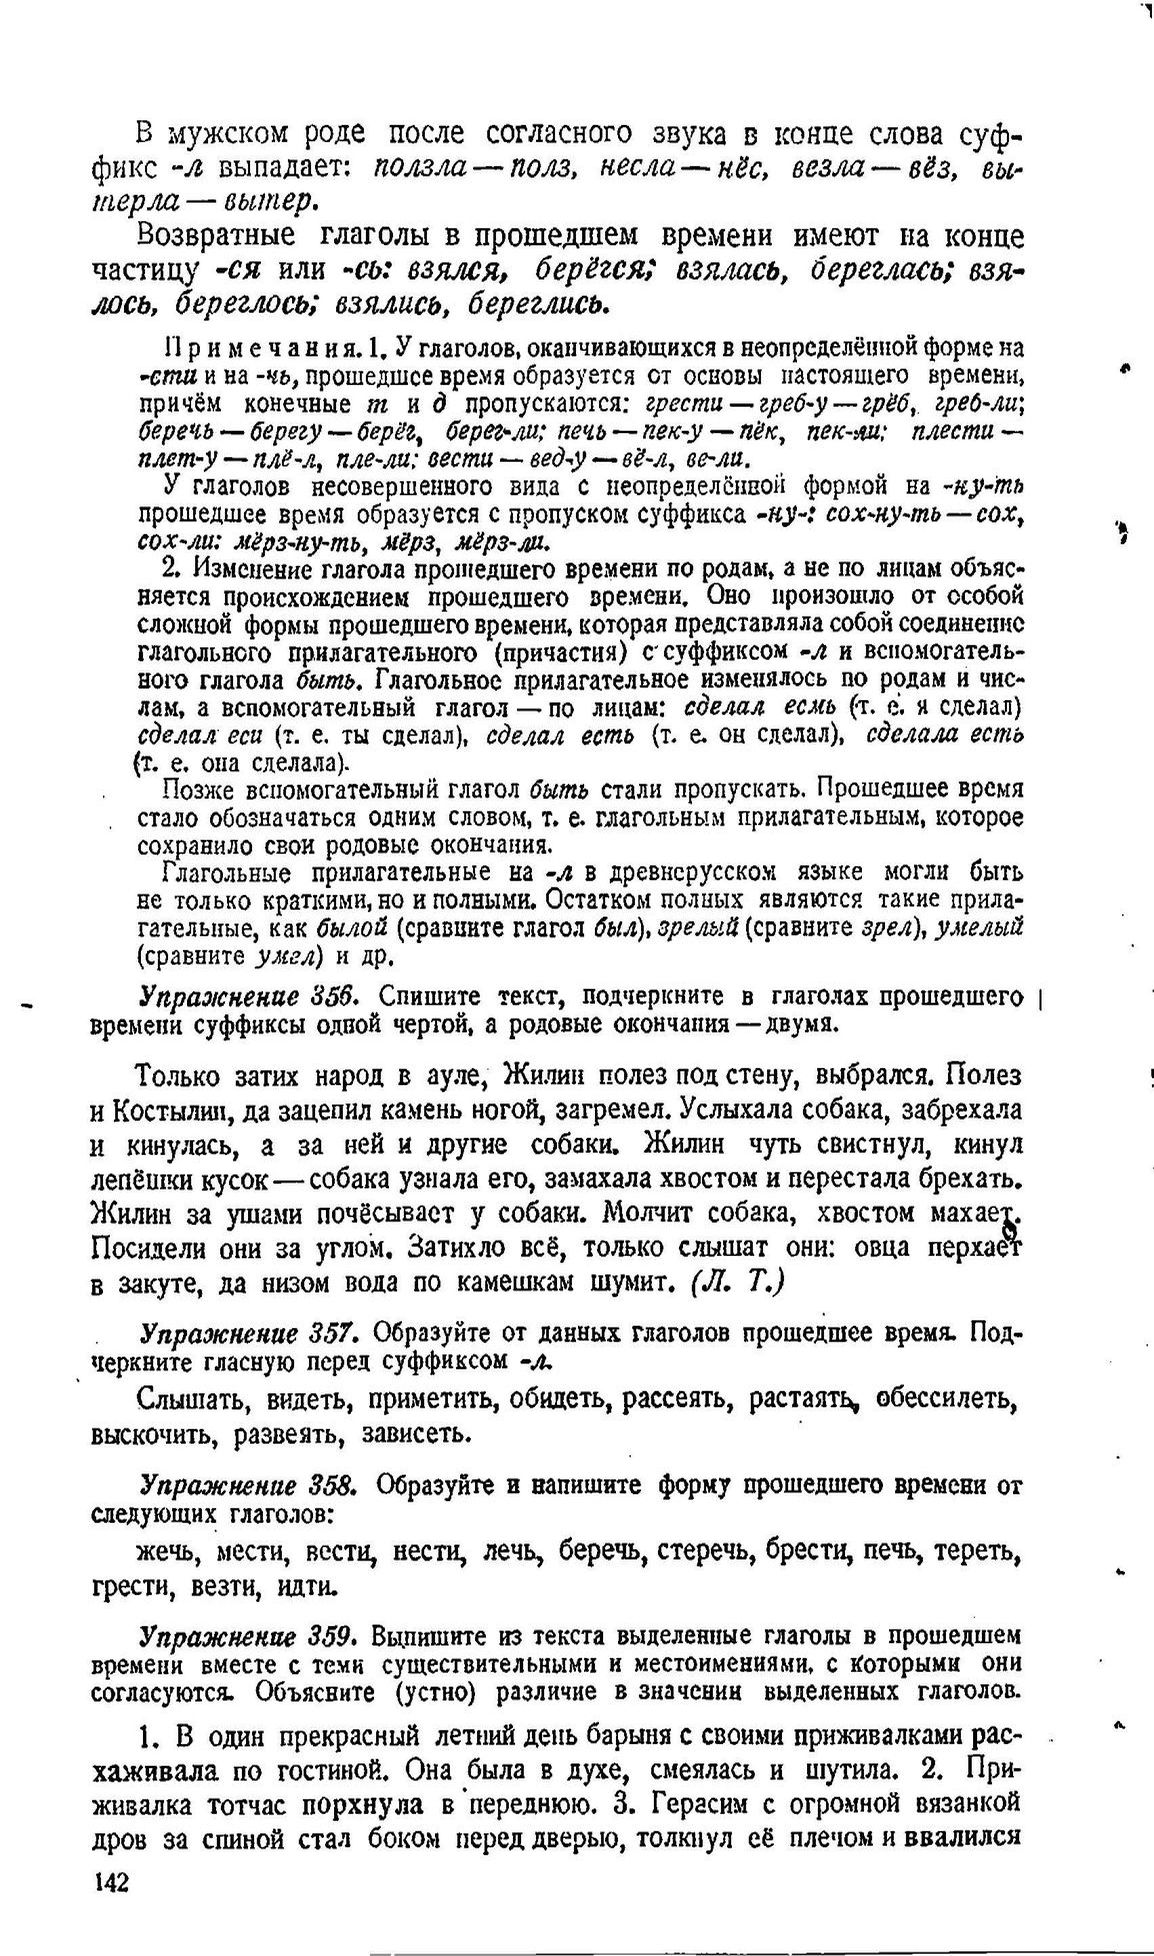 В мужском роде после согласного звука в конце слова суф-
фикс -л выпадает: ползла — полз, несла — нёс, везла — вёз, вы-
терла — вытер.
Возвратные глаголы в прошедшем времени имеют на конце
частицу -ся или -сь: взялся, берёгся; взялась, береглась; взя-
лось, береглось; взялись, береглись.
Примечания. 1. У глаголов, оканчивающихся в неопределённой форме на
-сти и на -чь, прошедшее время образуется от основы настоящего времени,
причём конечные т и д пропускаются: грести — греб-у — грёб, греб-ли;
беречь — берегу — берёг, берег-ли; печь — пек-у — пёк, пек-ли; плести —
плет-у — плё-л, пле-ли; вести — вед-у — вё-л, ве-ли.
У глаголов несовершенного вида с неопределённой формой на -ну-ть
прошедшее время образуется с пропуском суффикса -ну-: сох-ну-ть — сох,
сох-ли: мёрз-ну-ть, мёрз, мёрз-ли.
2. Изменение глагола прошедшего времени по родам, а не по лицам объяс-
няется происхождением прошедшего времени. Оно произошло от особой
сложной формы прошедшего времени, которая представляла собой соединение
глагольного прилагательного (причастия) с суффиксом -л и вспомогатель-
ного глагола быть. Глагольное прилагательное изменялось по родам и чис-
лам, а вспомогательный глагол — по лицам: сделал есмь (т. е. я сделал)
сделал еси (т. е. ты сделал), сделал есть (т. е. он сделал), сделала есть
(т. е. она сделала).
Позже вспомогательный глагол быть стали пропускать. Прошедшее время
стало обозначаться одним словом, т. е. глагольным прилагательным, которое
сохранило свои родовые окончания.
Глагольные прилагательные на -л в древнерусском языке могли быть
не только краткими, но и полными. Остатком полных являются такие прила-
гательные, как былой (сравните глагол был), зрелый (сравните зрел), умелый
(сравните умел) и др.
Упражнение 356. Спишите текст, подчеркните в глаголах прошедшего
времени суффиксы одной чертой, а родовые окончания — двумя.
Только затих народ в ауле, Жилин полез под стену, выбрался. Полез
и Костылин, да зацепил камень ногой, загремел. Услыхала собака, забрехала
и кинулась, а за ней и другие собаки. Жилин чуть свистнул, кинул
лепёшки кусок — собака узнала его, замахала хвостом и перестала брехать.
Жилин за ушами почёсывает у собаки. Молчит собака, хвостом махает.
Посидели они за углом. Затихло всё, только слышат они: овца перхает
в закуте, да низом вода по камешкам шумит. (Л. Т.)
Упражнение 357. Образуйте от данных глаголов прошедшее время. Под-
черкните гласную перед суффиксом -л.
Слышать, видеть, приметить, обидеть, рассеять, растаять, обессилеть,
выскочить, развеять, зависеть.
Упражнение 358. Образуйте и напишите форму прошедшего времени от
следующих глаголов:
жечь, мести, вести, нести, лечь, беречь, стеречь, брести, печь, тереть,
грести, везти, идти.
Упражнение 359. Выпишите из текста выделенные глаголы в прошедшем
времени вместе с теми существительными и местоимениями, с которыми они
согласуются. Объясните (устно) различие в значении выделенных глаголов.
1. В один прекрасный летний день барыня с своими приживалками рас-
хаживала по гостиной. Она была в духе, смеялась и шутила. 2. При-
живалка тотчас порхнула в переднюю. 3. Герасим с огромной вязанкой
дров за спиной стал боком перед дверью, толкнул её плечом и ввалился
142